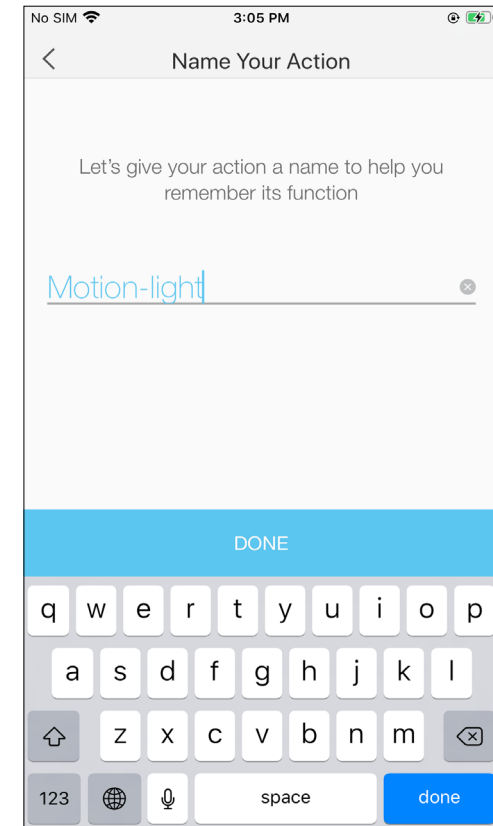 No SIM 3:05 PM
Name Your Action
Let's give your action a name to help you
remember its function
Motion-light
DONE
q w e r t y u i o p
a s d f g h j k l
z x c v b n m
123 space done